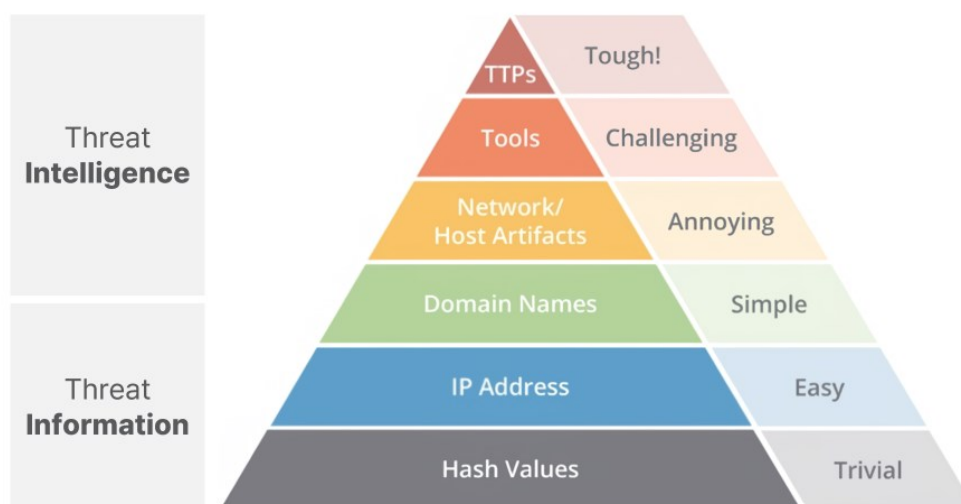 Threat
Intelligence
Threat
Information
TTPs
Tough!
Tools
Challenging
Network/
Host Artifacts
Annoying
Domain Names
Simple
IP Address
Easy
Hash Values
Trivial